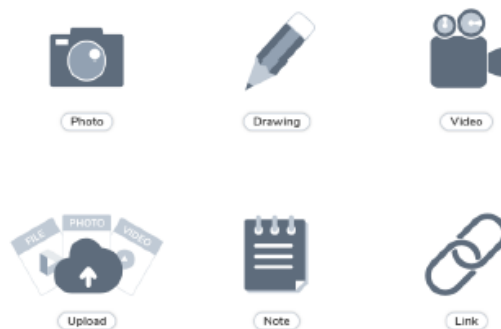 Photo
Drawing
Video
FILE
PHOTO
VIDEO
Upload
Note
Link